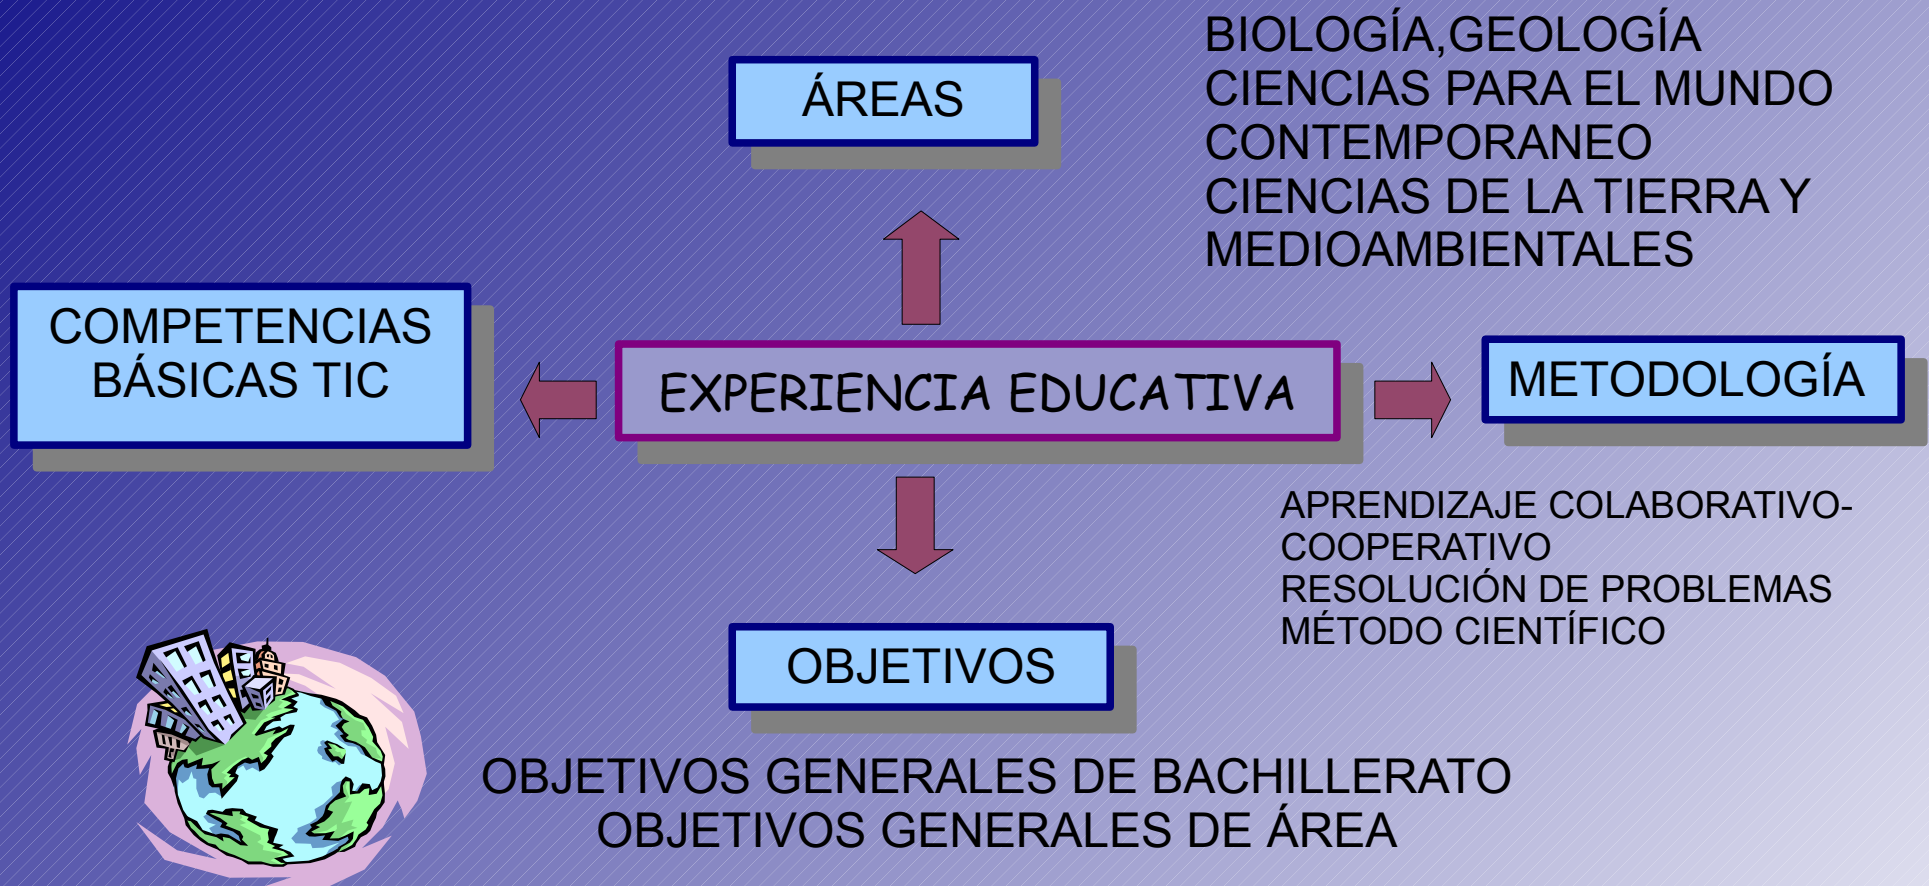 ÁREAS
BIOLOGÍA,GEOLOGÍA
CIENCIAS PARA EL MUNDO
CONTEMPORANEO
CIENCIAS DE LA TIERRA Y
MEDIOAMBIENTALES
COMPETENCIAS
BÁSICAS TIC
EXPERIENCIA EDUCATIVA
METODOLOGÍA
APRENDIZAJE COLABORATIVO-
COOPERATIVO
RESOLUCIÓN DE PROBLEMAS
MÉTODO CIENTÍFICO
OBJETIVOS
OBJETIVOS GENERALES DE BACHILLERATO
OBJETIVOS GENERALES DE ÁREA